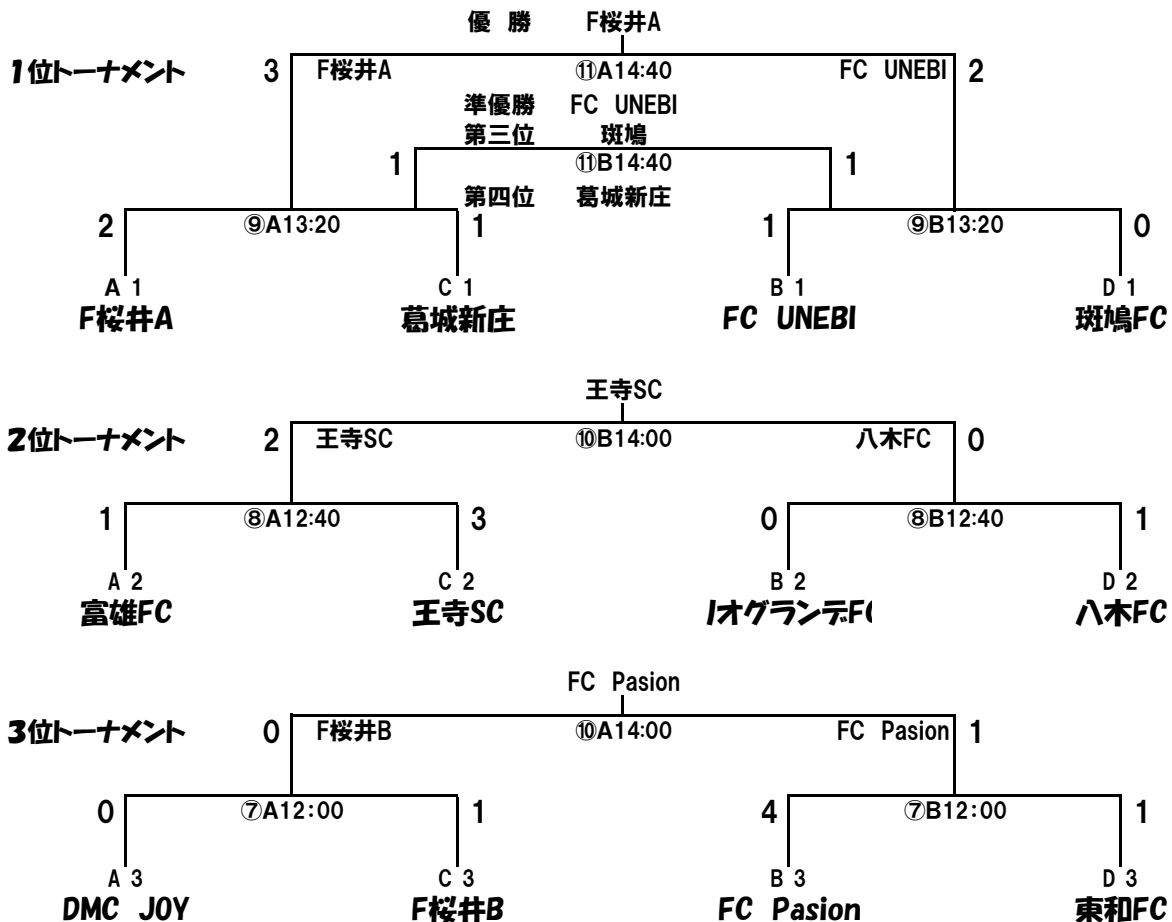 優 勝 F桜井A
1位トーナメント 3 F桜井A ⑪A14:40 FC UNEBI 2
準優勝 FC UNEBI
第三位 斑鳩
1 ⑪B14:40 1
第四位 葛城新庄
2 ⑨A13:20 1 1 ⑨B13:20 0
A 1 C 1 B 1 D 1
F桜井A 葛城新庄 FC UNEBI 斑鳩FC
王寺SC
2位トーナメント 2 王寺SC ⑩B14:00 八木FC 0
1 ⑧A12:40 3 0 ⑧B12:40 1
A 2 C 2 B 2 D 2
富雄FC 王寺SC オグランデF 八木FC
FC Pasion
3位トーナメント 0 F桜井B ⑩A14:00 FC Pasion 1
0 ⑦A12:00 1 4 ⑦B12:00 1
A 3 C 3 B 3 D 3
DMC JOY F桜井B FC Pasion 東和FC